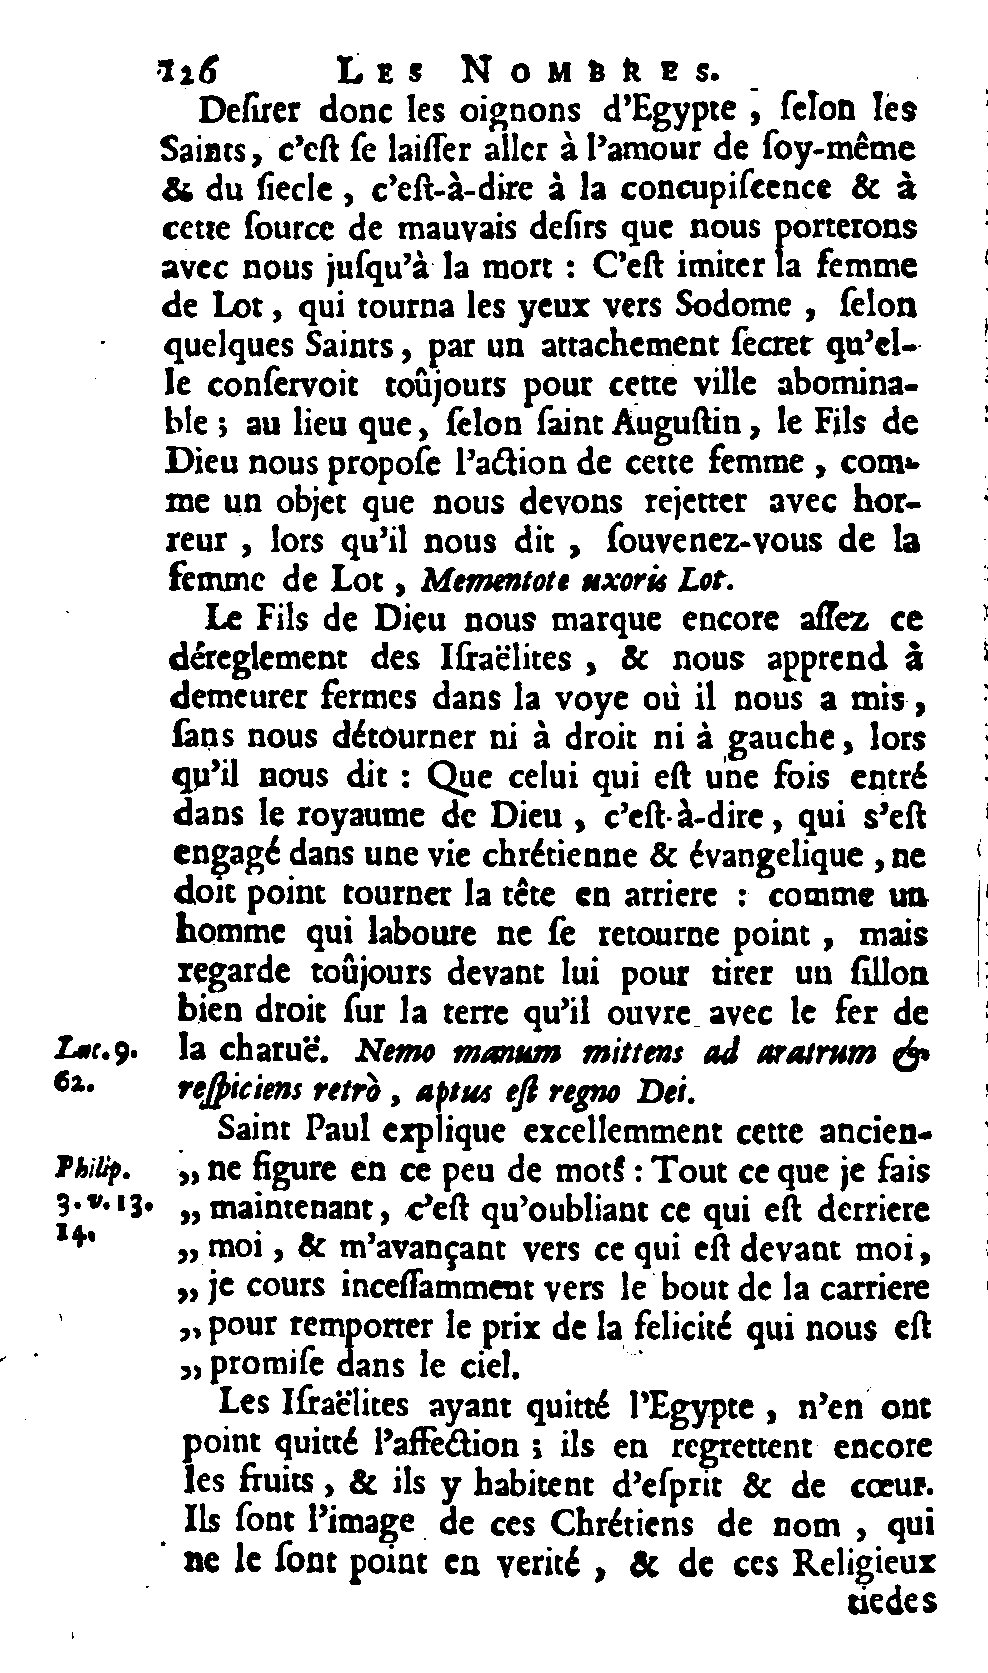 126 LES NOMBRES.
Deſirer donc les oignons d'Egypte, ſelon les
Saints, c'eſt ſe laiſſer aller à l'amour de ſoy-même
& du ſiecle, c'eſt-à-dire à la concupiſcence & à
cette ſource de mauvais deſirs que nous porterons
avec nous juſqu'à la mort : C'eſt imiter la femme
de Lot, qui tourna les yeux vers Sodome, ſelon
quelques Saints, par un attachement ſecret qu'el-
le conſervoit toûjours pour cette ville abomina-
ble ; au lieu que, ſelon ſaint Auguſtin, le Fils de
Dieu nous propoſe l'action de cette femme, com-
me un objet que nous devons rejetter avec hor-
reur, lors qu'il nous dit, ſouvenez-vous de la
femme de Lot, Mementote uxoris Lot.
Le Fils de Dieu nous marque encore aſſez ce
déreglement des Iſraëlites, & nous apprend à
demeurer fermes dans la voye où il nous a mis,
ſans nous détourner ni à droit ni à gauche, lors
qu'il nous dit : Que celui qui eſt une fois entré
dans le royaume de Dieu, c'eſt-à-dire, qui s'eſt
engagé dans une vie chrétienne & évangelique, ne
doit point tourner la tête en arriere : comme un
homme qui laboure ne ſe retourne point, mais
regarde toûjours devant lui pour tirer un ſillon
bien droit ſur la terre qu'il ouvre avec le fer de
Luc. 9. la charuë. Nemo manum mittens ad aratrum &
62. reſpiciens retrò, aptus eſt regno Dei.
Saint Paul explique excellemment cette ancien-
Philip. „ ne figure en ce peu de mots : Tout ce que je fais
3. v. 13. „ maintenant, c'eſt qu'oubliant ce qui eſt derriere
14. „ moi, & m'avançant vers ce qui eſt devant moi,
„ je cours inceſſamment vers le bout de la carriere
„ pour remporter le prix de la felicité qui nous eſt
„ promiſe dans le ciel.
Les Iſraëlites ayant quitté l'Egypte, n'en ont
point quitté l'affection ; ils en regrettent encore
les fruits, & ils y habitent d'eſprit & de cœur.
Ils ſont l'image de ces Chrétiens de nom, qui
ne le ſont point en verité, & de ces Religieux
tiedes